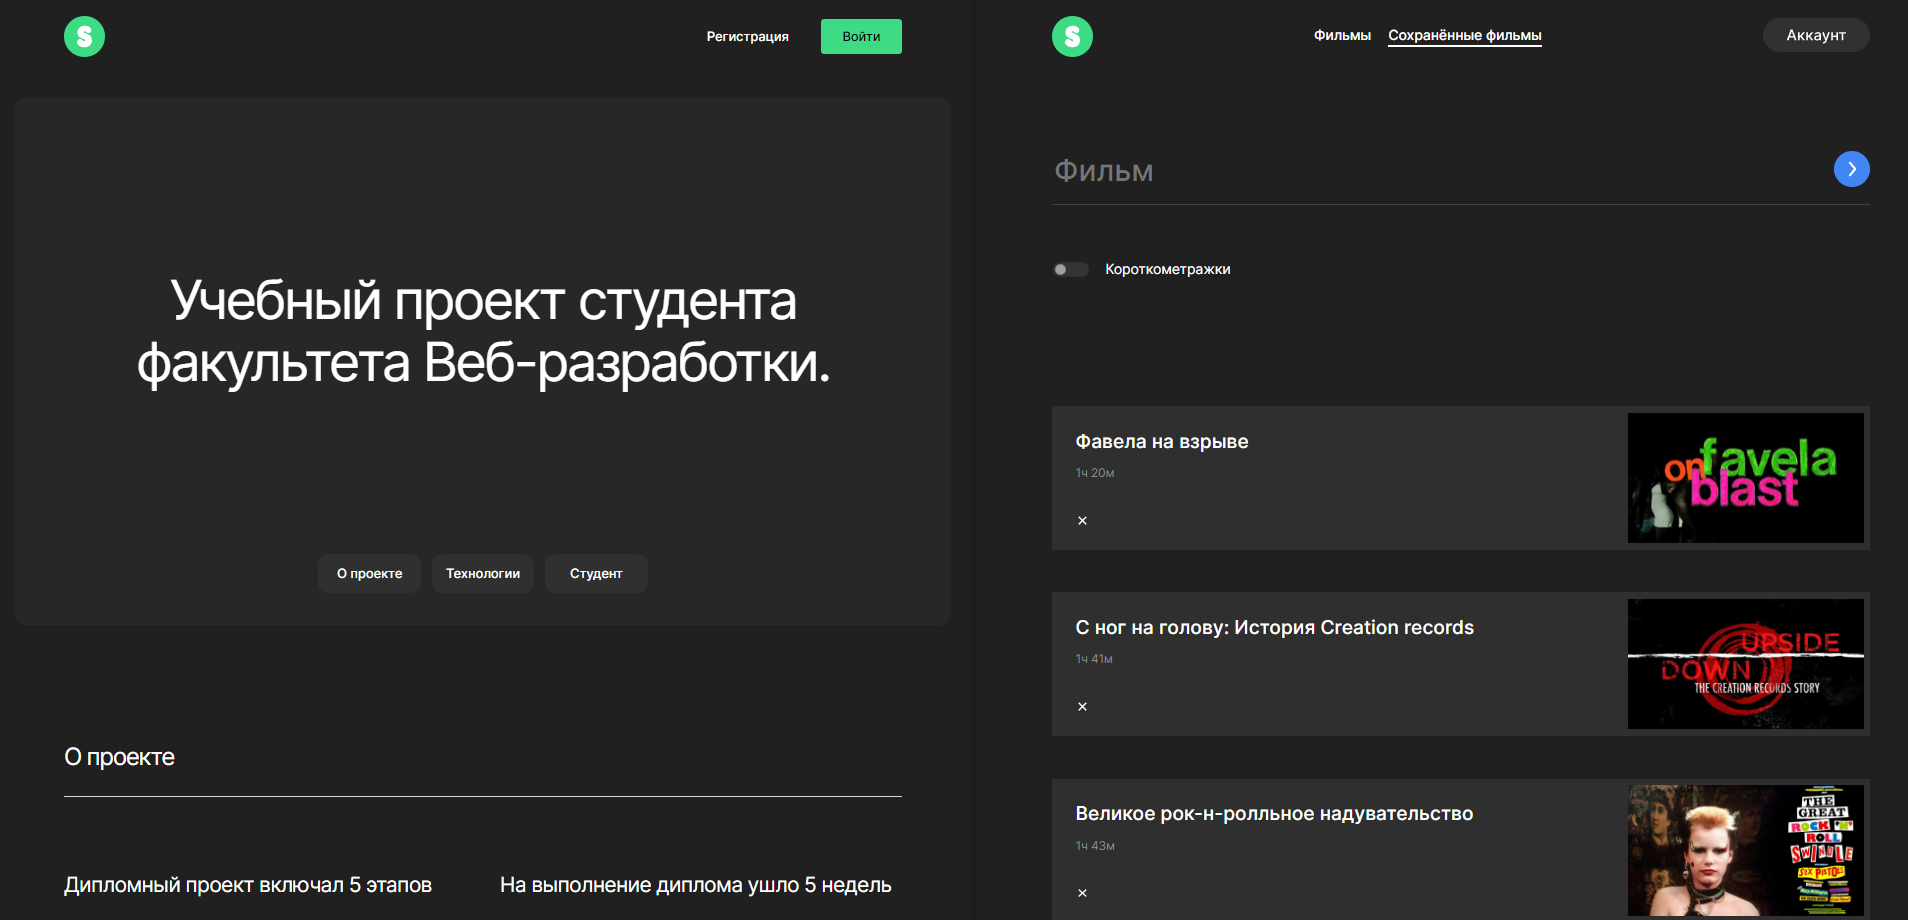 S
Регистрация
Войти
Учебный проект студента
факультета Веб-разработки.
О проекте
Технологии
Студент
О проекте
Дипломный проект включал 5 этапов
На выполнение диплома ушло 5 недель
S
Фильмы
Сохранённые фильмы
Аккаунт
Фильм
Короткометражки
Фавела на взрыве
1ч 20м
favela
on
blast
С ног на голову: История Creation records
1ч 41м
UPSIDE
DOWN
THE CREATION RECORDS STORY
Великое рок-н-ролльное надувательство
1ч 43м
THE
GREAT
ROCK 'N'
ROLL
SWINDLE
SEX PISTOLS